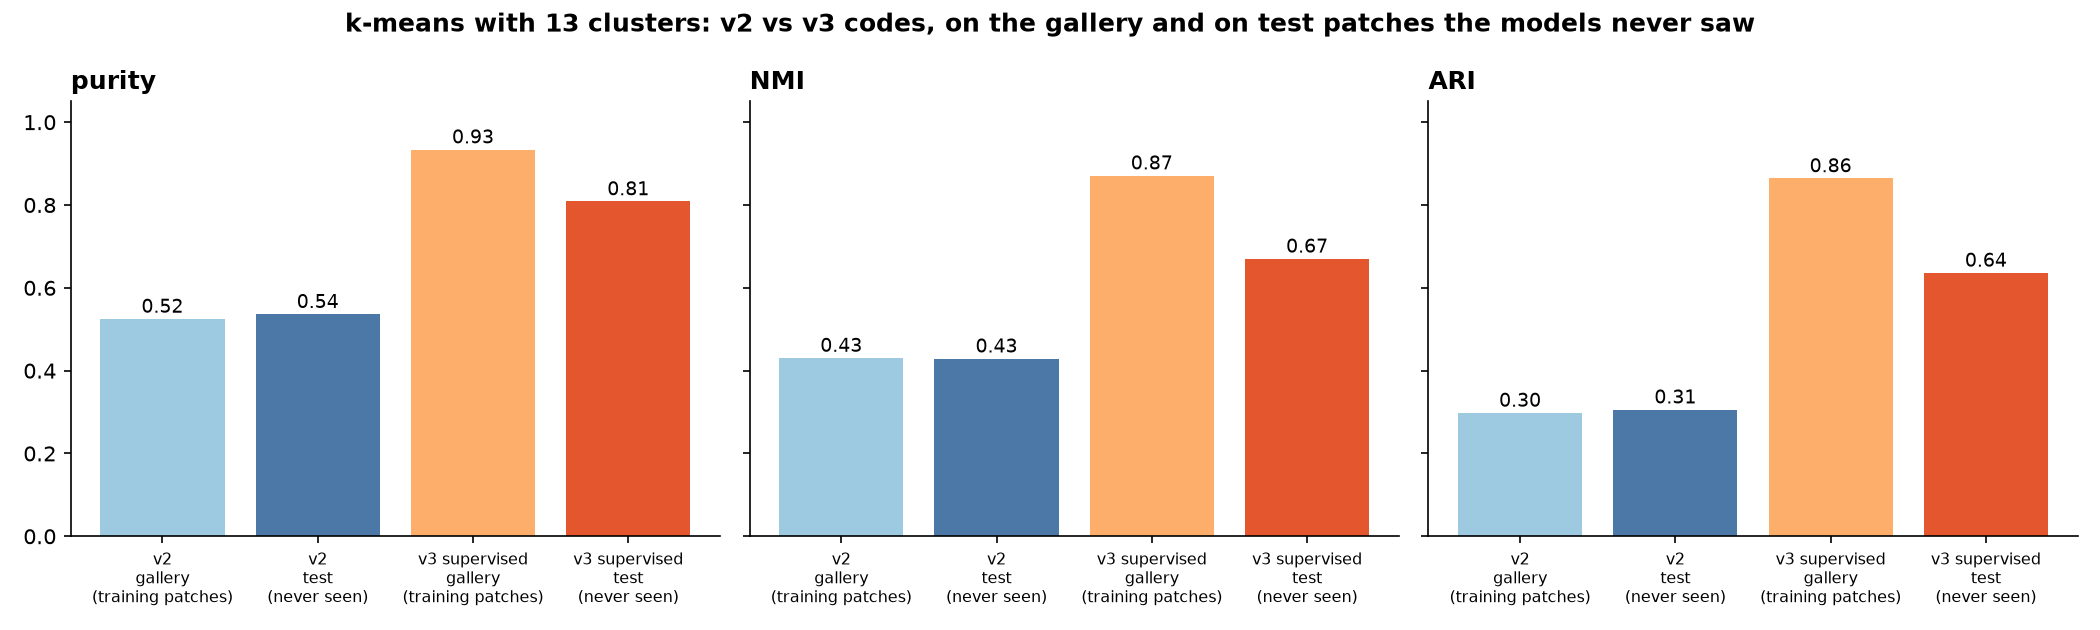 k-means with 13 clusters: v2 vs v3 codes, on the gallery and on test patches the models never saw
purity
1.0
0.8
0.6
0.4
0.2
0.0
0.52
0.54
0.93
0.81
v2
gallery
(training patches)
v2
test
(never seen)
v3 supervised
gallery
(training patches)
v3 supervised
test
(never seen)
NMI
0.43
0.43
0.87
0.67
v2
gallery
(training patches)
v2
test
(never seen)
v3 supervised
gallery
(training patches)
v3 supervised
test
(never seen)
ARI
0.30
0.31
0.86
0.64
v2
gallery
(training patches)
v2
test
(never seen)
v3 supervised
gallery
(training patches)
v3 supervised
test
(never seen)